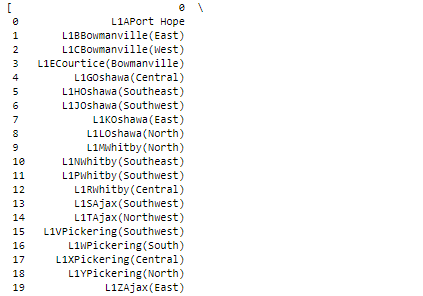 [ 0 \
0 L1APort Hope
1 L1BBowmanville(East)
2 L1CBowmanville(West)
3 L1ECourtice(Bowmanville)
4 L1GOshawa(Central)
5 L1HOshawa(Southeast)
6 L1JOshawa(Southwest)
7 L1KOshawa(East)
8 L1LOshawa(North)
9 L1MWhitby(North)
10 L1NWhitby(Southeast)
11 L1PWhitby(Southwest)
12 L1RWhitby(Central)
13 L1SAjax(Southwest)
14 L1TAjax(Northwest)
15 L1VPickering(Southwest)
16 L1WPickering(South)
17 L1XPickering(Central)
18 L1YPickering(North)
19 L1ZAjax(East)